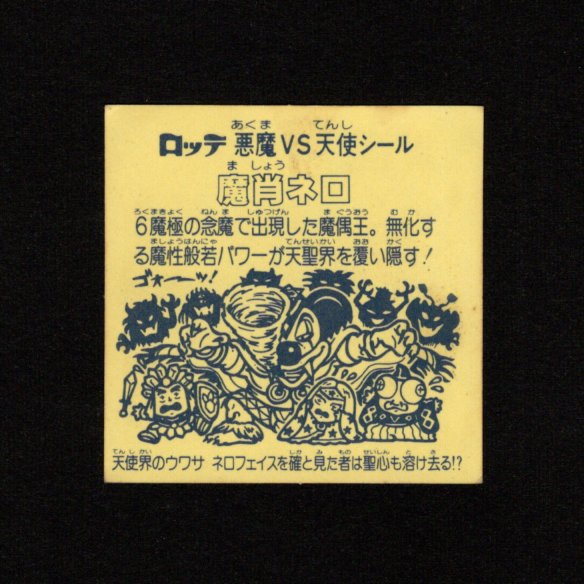 ロッテ 悪魔VS天使シール
魔肖ネロ
6魔極の念魔で出現した魔偶王。無化す
る魔性般若パワーが天聖界を覆い隠す!
ゴォーーッ!
天使界のウワサ ネロフェイスを確と見た者は聖心も溶け去る!?